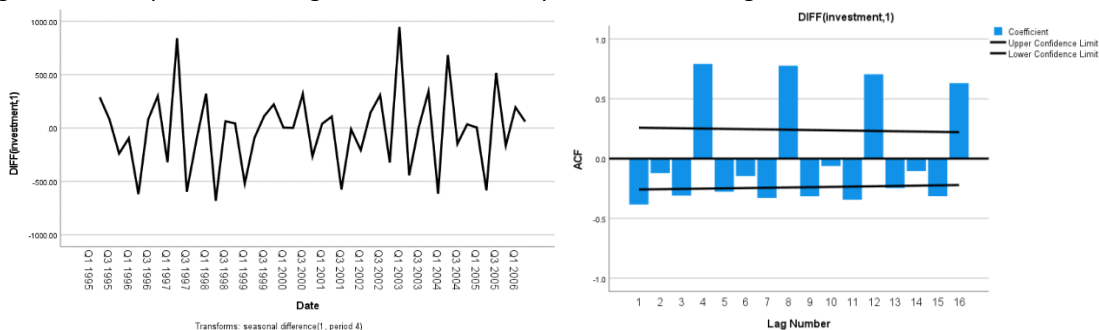 1000.00
500.00
.00
-500.00
-1000.00
DIFF(investment,1)
Q1 1995
Q3 1995
Q1 1996
Q3 1996
Q1 1997
Q3 1997
Q1 1998
Q3 1998
Q1 1999
Q3 1999
Q1 2000
Q3 2000
Q1 2001
Q3 2001
Q1 2002
Q3 2002
Q1 2003
Q3 2003
Q1 2004
Q3 2004
Q1 2005
Q3 2005
Q1 2006
Date
Transforms: seasonal difference(1, period 4)
DIFF(investment,1)
Coefficient
Upper Confidence Limit
Lower Confidence Limit
1.0
0.5
0.0
-0.5
-1.0
ACF
1 2 3 4 5 6 7 8 9 10 11 12 13 14 15 16
Lag Number